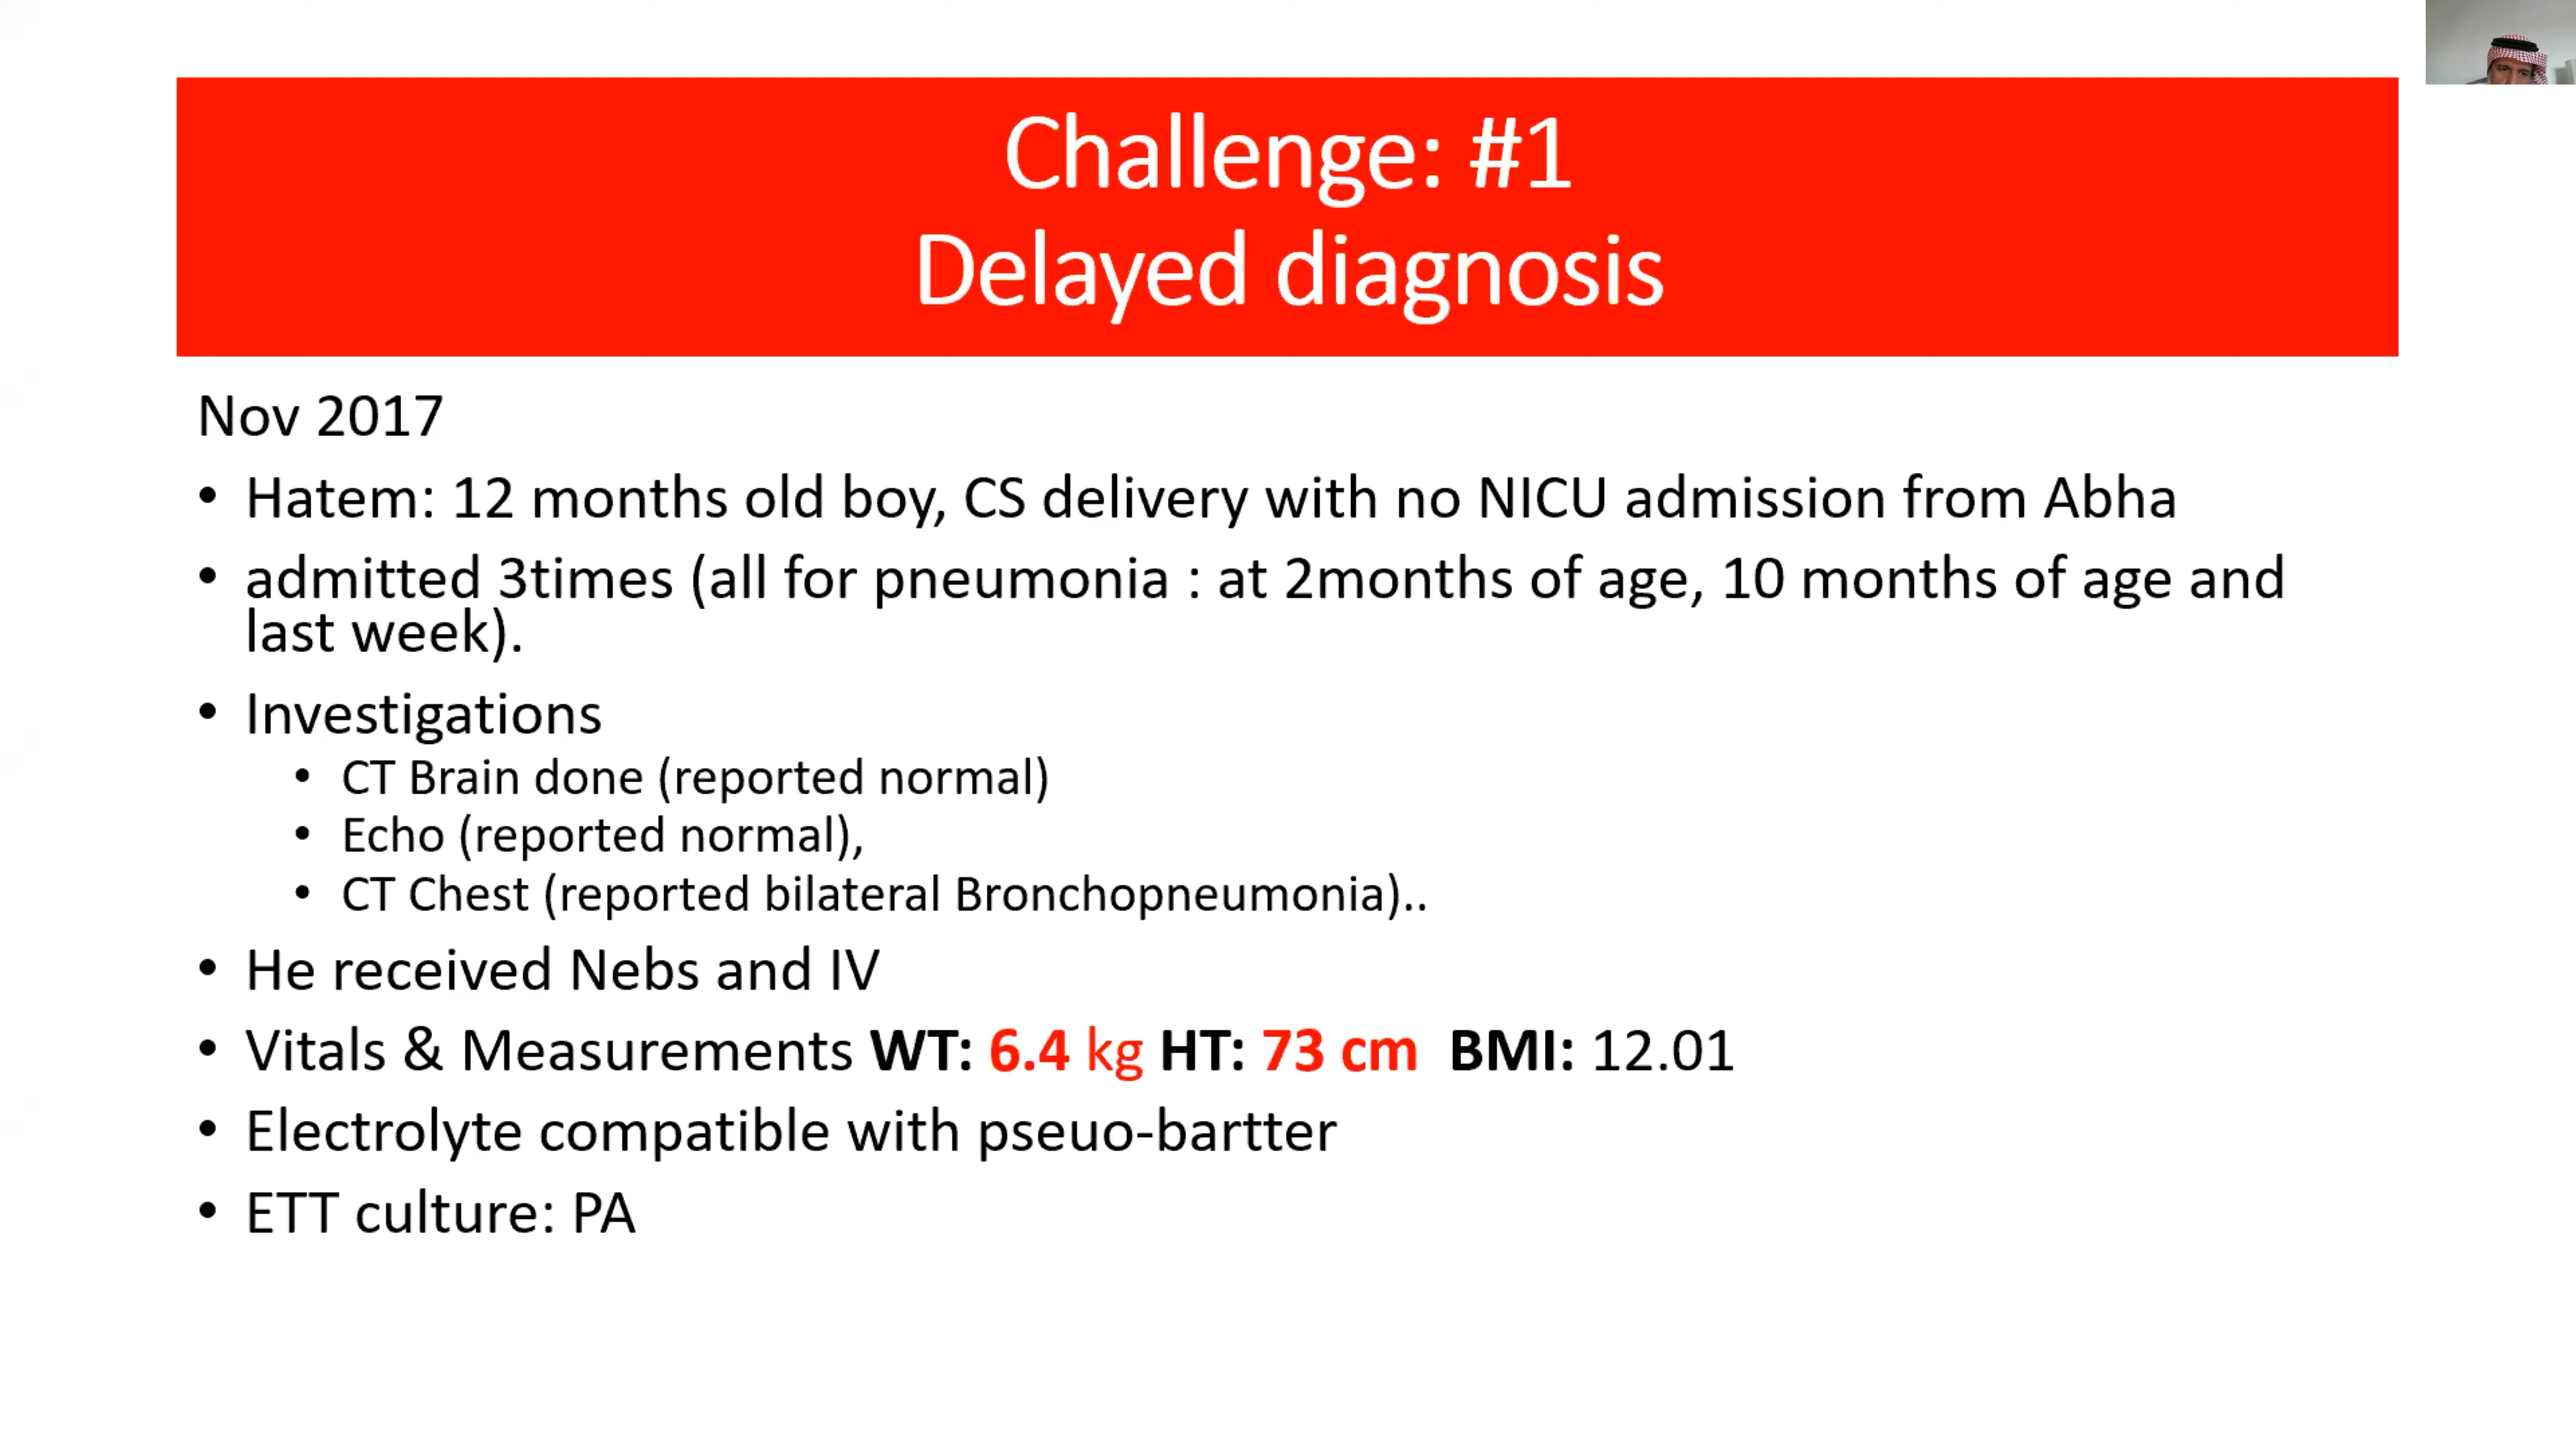 Challenge: #1
Delayed diagnosis
Nov 2017
• Hatem: 12 months old boy, CS delivery with no NICU admission from Abha
• admitted 3times (all for pneumonia : at 2months of age, 10 months of age and
last week).
• Investigations
• CT Brain done (reported normal)
• Echo (reported normal),
• CT Chest (reported bilateral Bronchopneumonia)..
• He received Nebs and IV
• Vitals & Measurements WT: 6.4 kg HT: 73 cm BMI: 12.01
• Electrolyte compatible with pseuo-bartter
• ETT culture: PA